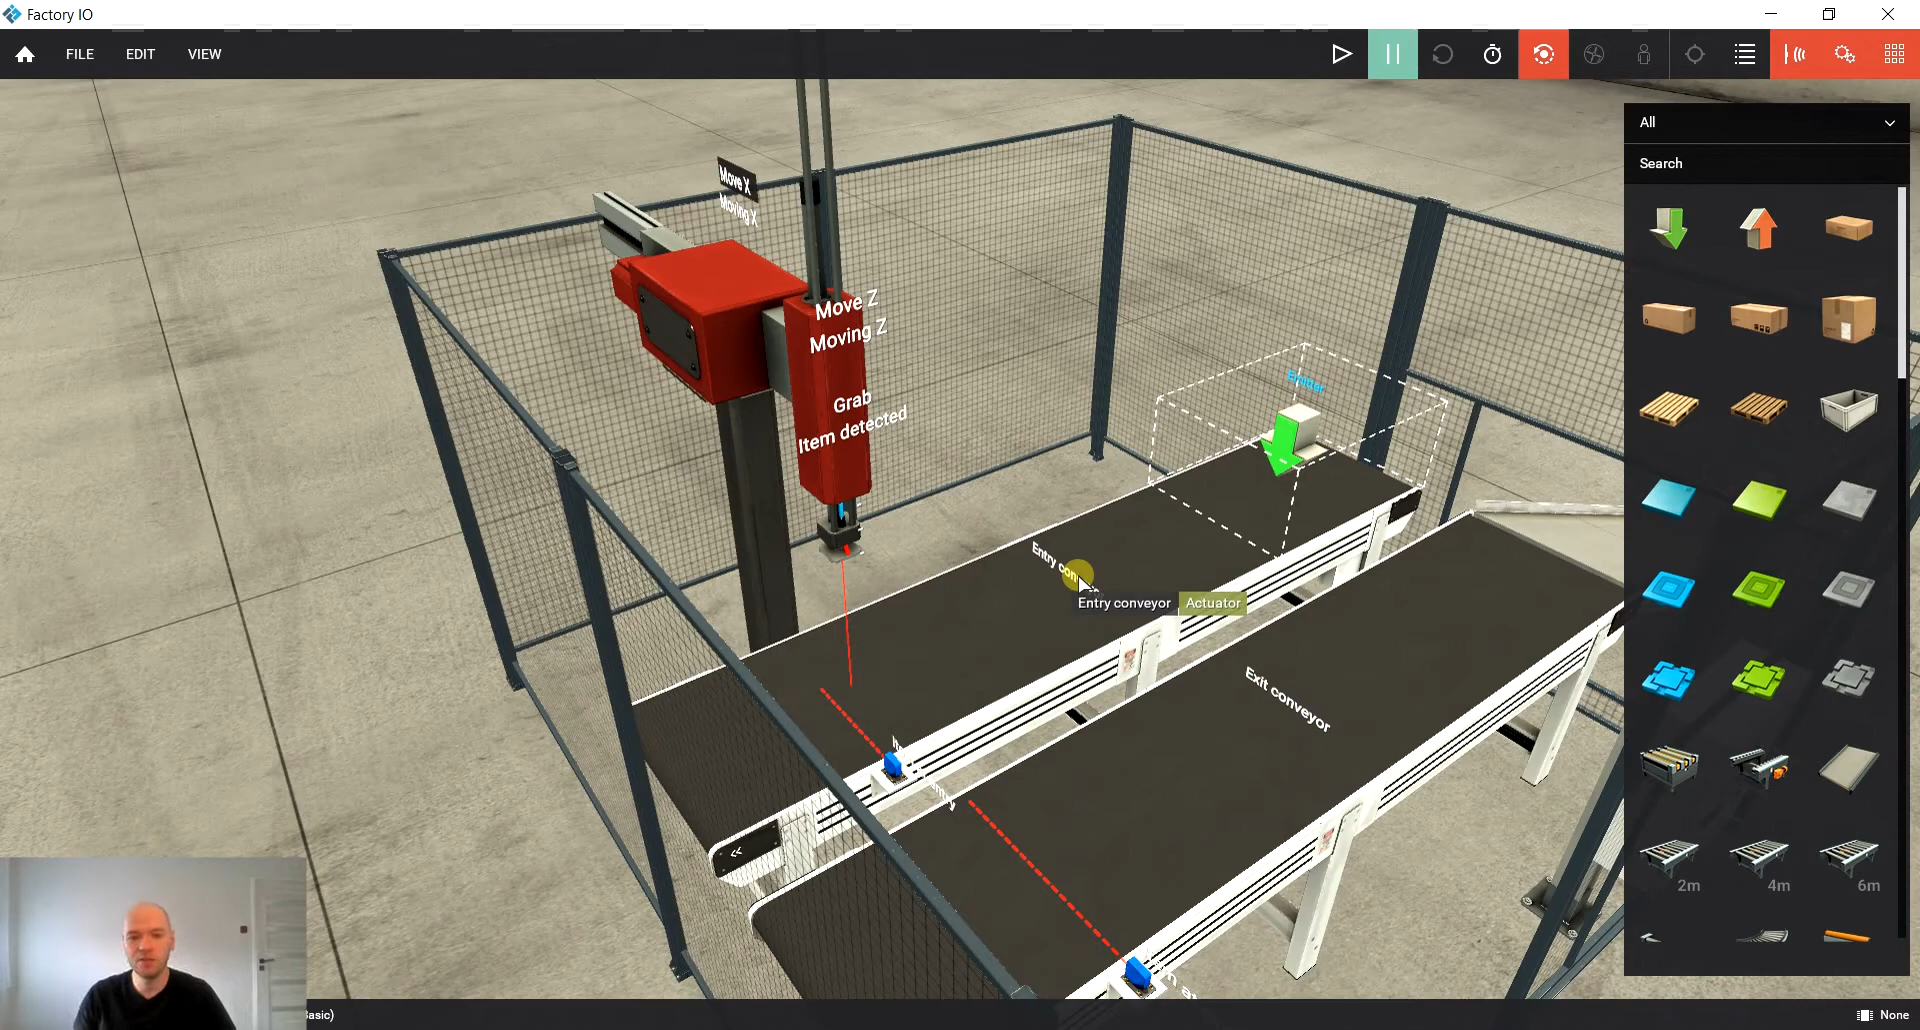 Factory IO
FILE
EDIT
VIEW
All
Search
Move X
Moving X
Move Z
Moving Z
Grab
Item detected
Emitter
Entry conveyor
Actuator
Exit conveyor
2m
4m
6m
None